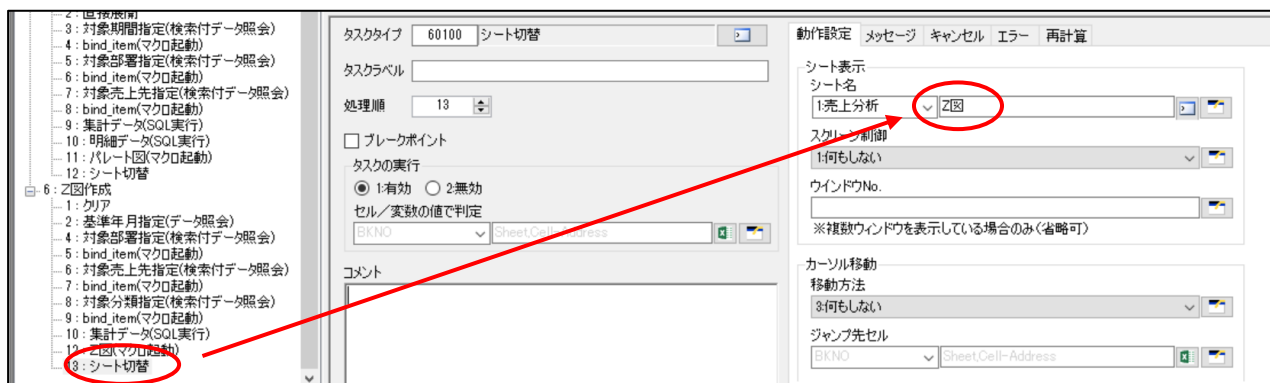 2 : 直接展開
3 : 対象期間指定(検索付データ照会)
4 : bind_item(マクロ起動)
5 : 対象部署指定(検索付データ照会)
6 : bind_item(マクロ起動)
7 : 対象売上先指定(検索付データ照会)
8 : bind_item(マクロ起動)
9 : 集計データ(SQL実行)
10 : 明細データ(SQL実行)
11 : パレート図(マクロ起動)
12 : シート切替
6 : Z図作成
1 : クリア
2 : 基準年月指定(データ照会)
4 : 対象部署指定(検索付データ照会)
5 : bind_item(マクロ起動)
6 : 対象売上先指定(検索付データ照会)
7 : bind_item(マクロ起動)
8 : 対象分類指定(検索付データ照会)
9 : bind_item(マクロ起動)
10 : 集計データ(SQL実行)
12 : Z図(マクロ起動)
13 : シート切替
タスクタイプ 60100 シート切替
タスクラベル
処理順 13
ブレークポイント
タスクの実行
1:有効 2:無効
セル/変数の値で判定
BKNO Sheet,Cell-Address
コメント
動作設定 メッセージ キャンセル エラー 再計算
シート表示
シート名
1:売上分析 Z図
スクリーン制御
1:何もしない
ウインドウNo.
※複数ウィンドウを表示している場合のみ(省略可)
カーソル移動
移動方法
3:何もしない
ジャンプ先セル
BKNO Sheet,Cell-Address